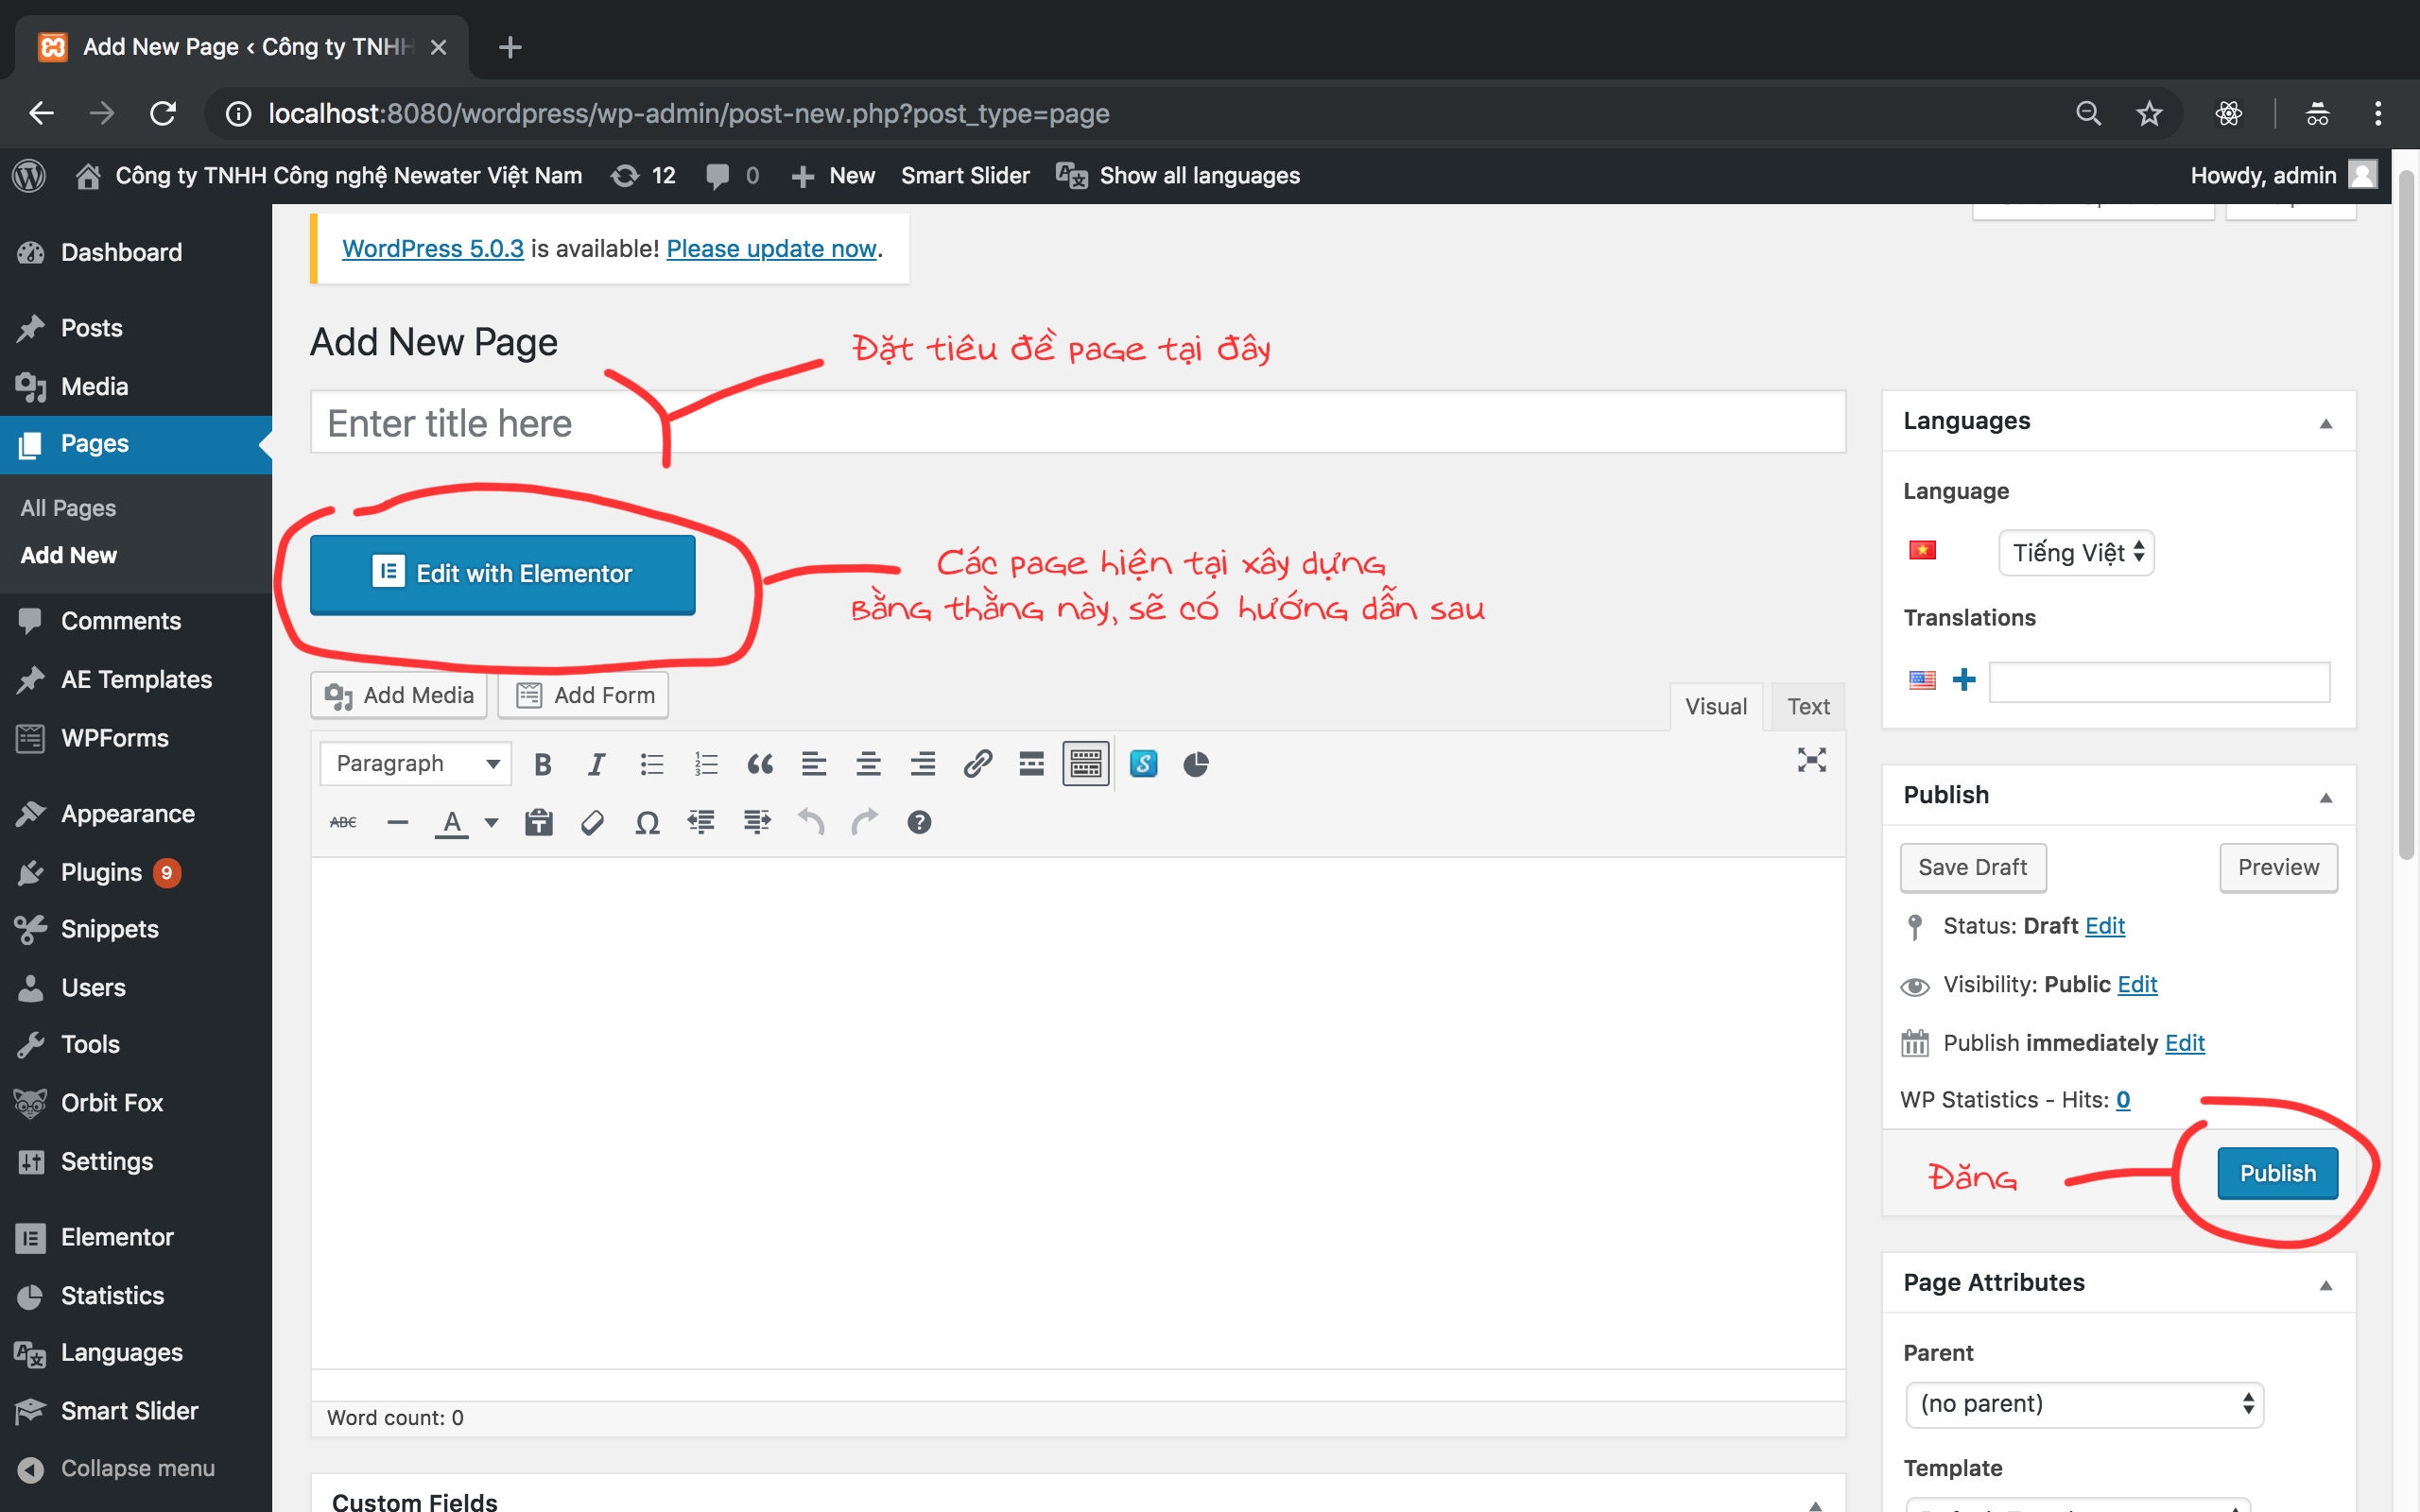 Add New Page ‹ Công ty TNHH
localhost:8080/wordpress/wp-admin/post-new.php?post_type=page
Công ty TNHH Công nghệ Newater Việt Nam 12 0 New Smart Slider Show all languages Howdy, admin
Dashboard
Posts
Media
Pages
All Pages
Add New
Comments
AE Templates
WPForms
Appearance
Plugins 9
Snippets
Users
Tools
Orbit Fox
Settings
Elementor
Statistics
Languages
Smart Slider
Collapse menu
WordPress 5.0.3 is available! Please update now.
Add New Page
Đặt tiêu đề page tại đây
Enter title here
Edit with Elementor
Các page hiện tại xây dựng
Bằng thằng này, sẽ có hướng dẫn sau
Add Media Add Form
Visual Text
Paragraph
Word count: 0
Custom Fields
Languages
Language
Tiếng Việt
Translations
Publish
Save Draft Preview
Status: Draft Edit
Visibility: Public Edit
Publish immediately Edit
WP Statistics - Hits: 0
Đăng Publish
Page Attributes
Parent
(no parent)
Template